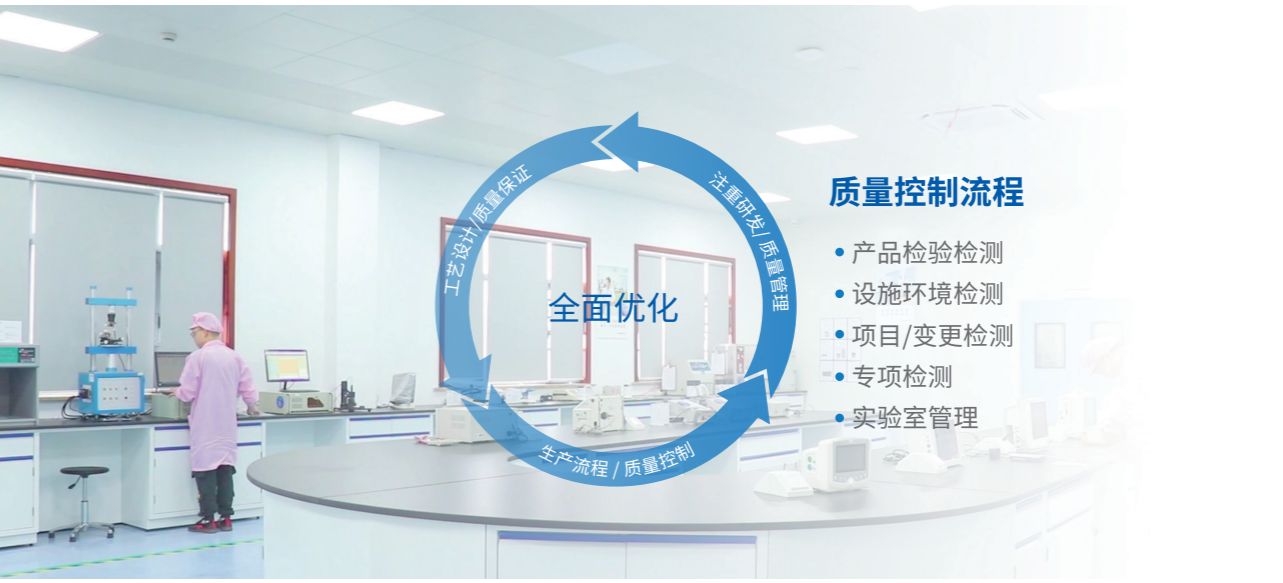 工艺设计/质量保证
注重研发/质量管理
全面优化
生产流程 / 质量控制
质量控制流程
• 产品检验检测
• 设施环境检测
• 项目/变更检测
• 专项检测
• 实验室管理